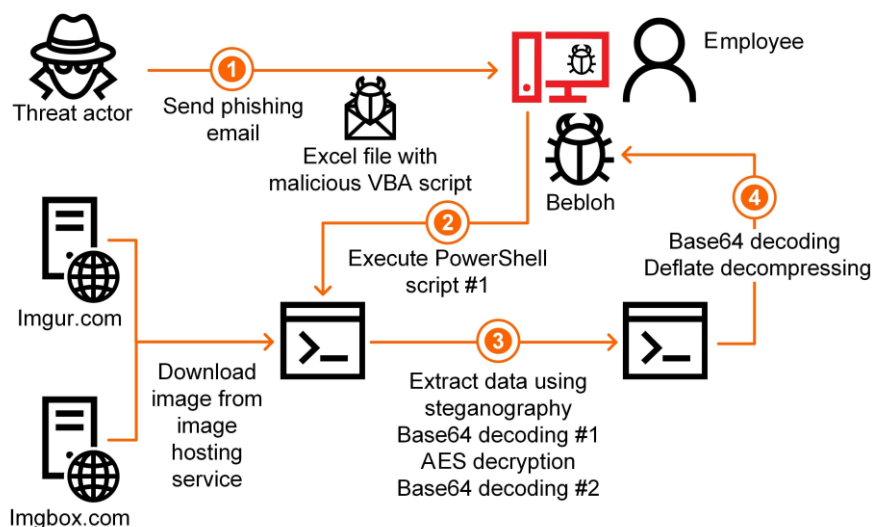 Threat actor
1
Send phishing
email
Excel file with
malicious VBA script
Employee
Bebloh
2
Execute PowerShell
script #1
Imgur.com
Imgbox.com
Download
image from
image
hosting
service
>_
3
Extract data using
steganography
Base64 decoding #1
AES decryption
Base64 decoding #2
>_
4
Base64 decoding
Deflate decompressing